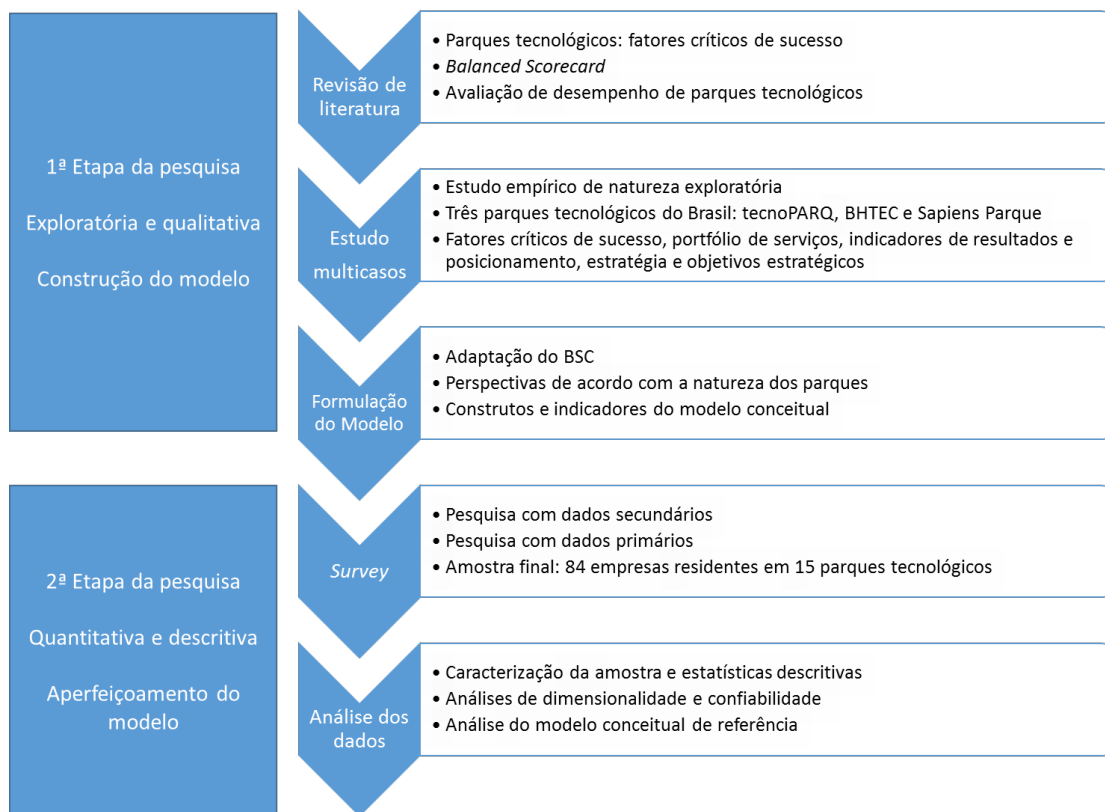 1ª Etapa da pesquisa
Exploratória e qualitativa
Construção do modelo
Revisão de
literatura
• Parques tecnológicos: fatores críticos de sucesso
• Balanced Scorecard
• Avaliação de desempenho de parques tecnológicos
Estudo
multicasos
• Estudo empírico de natureza exploratória
• Três parques tecnológicos do Brasil: tecnoPARQ, BHTEC e Sapiens Parque
• Fatores críticos de sucesso, portfólio de serviços, indicadores de resultados e
posicionamento, estratégia e objetivos estratégicos
Formulação
do Modelo
• Adaptação do BSC
• Perspectivas de acordo com a natureza dos parques
• Construtos e indicadores do modelo conceitual
2ª Etapa da pesquisa
Quantitativa e descritiva
Aperfeiçoamento do
modelo
Survey
• Pesquisa com dados secundários
• Pesquisa com dados primários
• Amostra final: 84 empresas residentes em 15 parques tecnológicos
Análise dos
dados
• Caracterização da amostra e estatísticas descritivas
• Análises de dimensionalidade e confiabilidade
• Análise do modelo conceitual de referência